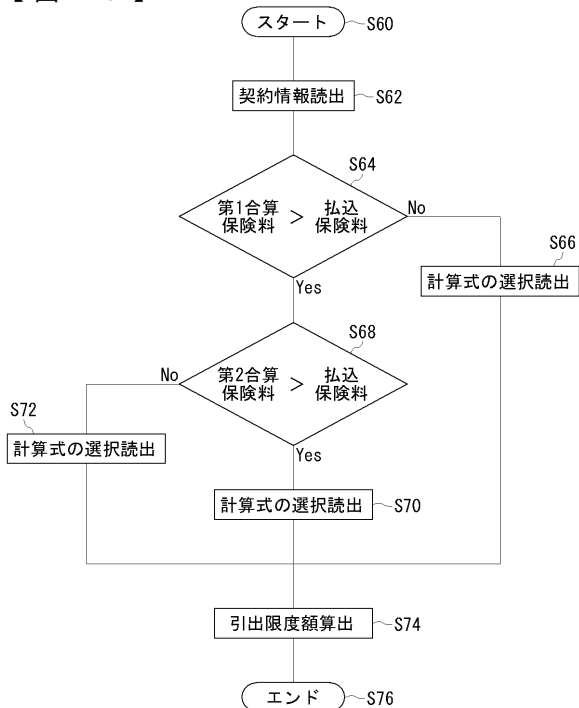 スタート
S60
契約情報読出
S62
S64
第1合算 払込
保険料 > 保険料
No
Yes
S66
計算式の選択読出
S68
第2合算 払込
保険料 > 保険料
No
Yes
S72
計算式の選択読出
計算式の選択読出
S70
引出限度額算出
S74
エンド
S76